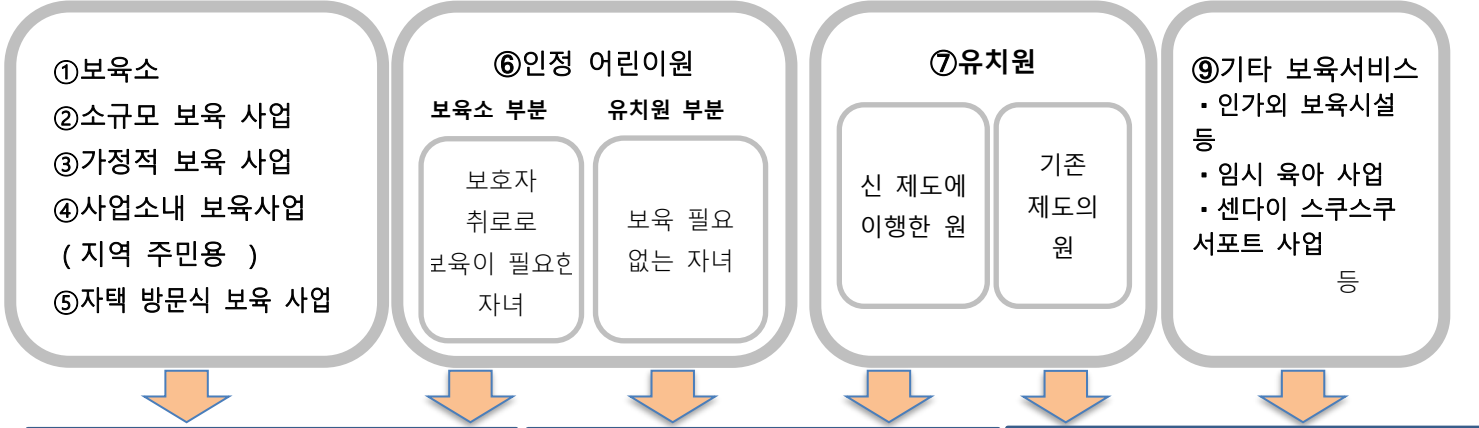 ①보육소
②소규모 보육 사업
③가정적 보육 사업
④사업소내 보육사업
( 지역 주민용 )
⑤자택 방문식 보육 사업
⑥인정 어린이원
보육소 부분
보호자
취로로
보육이 필요한
자녀
유치원 부분
보육 필요
없는 자녀
⑦유치원
신 제도에
이행한 원
기존
제도의
원
⑨기타 보육서비스
・인가외 보육시설
등
・임시 육아 사업
・센다이 스쿠스쿠
서포트 사업
등